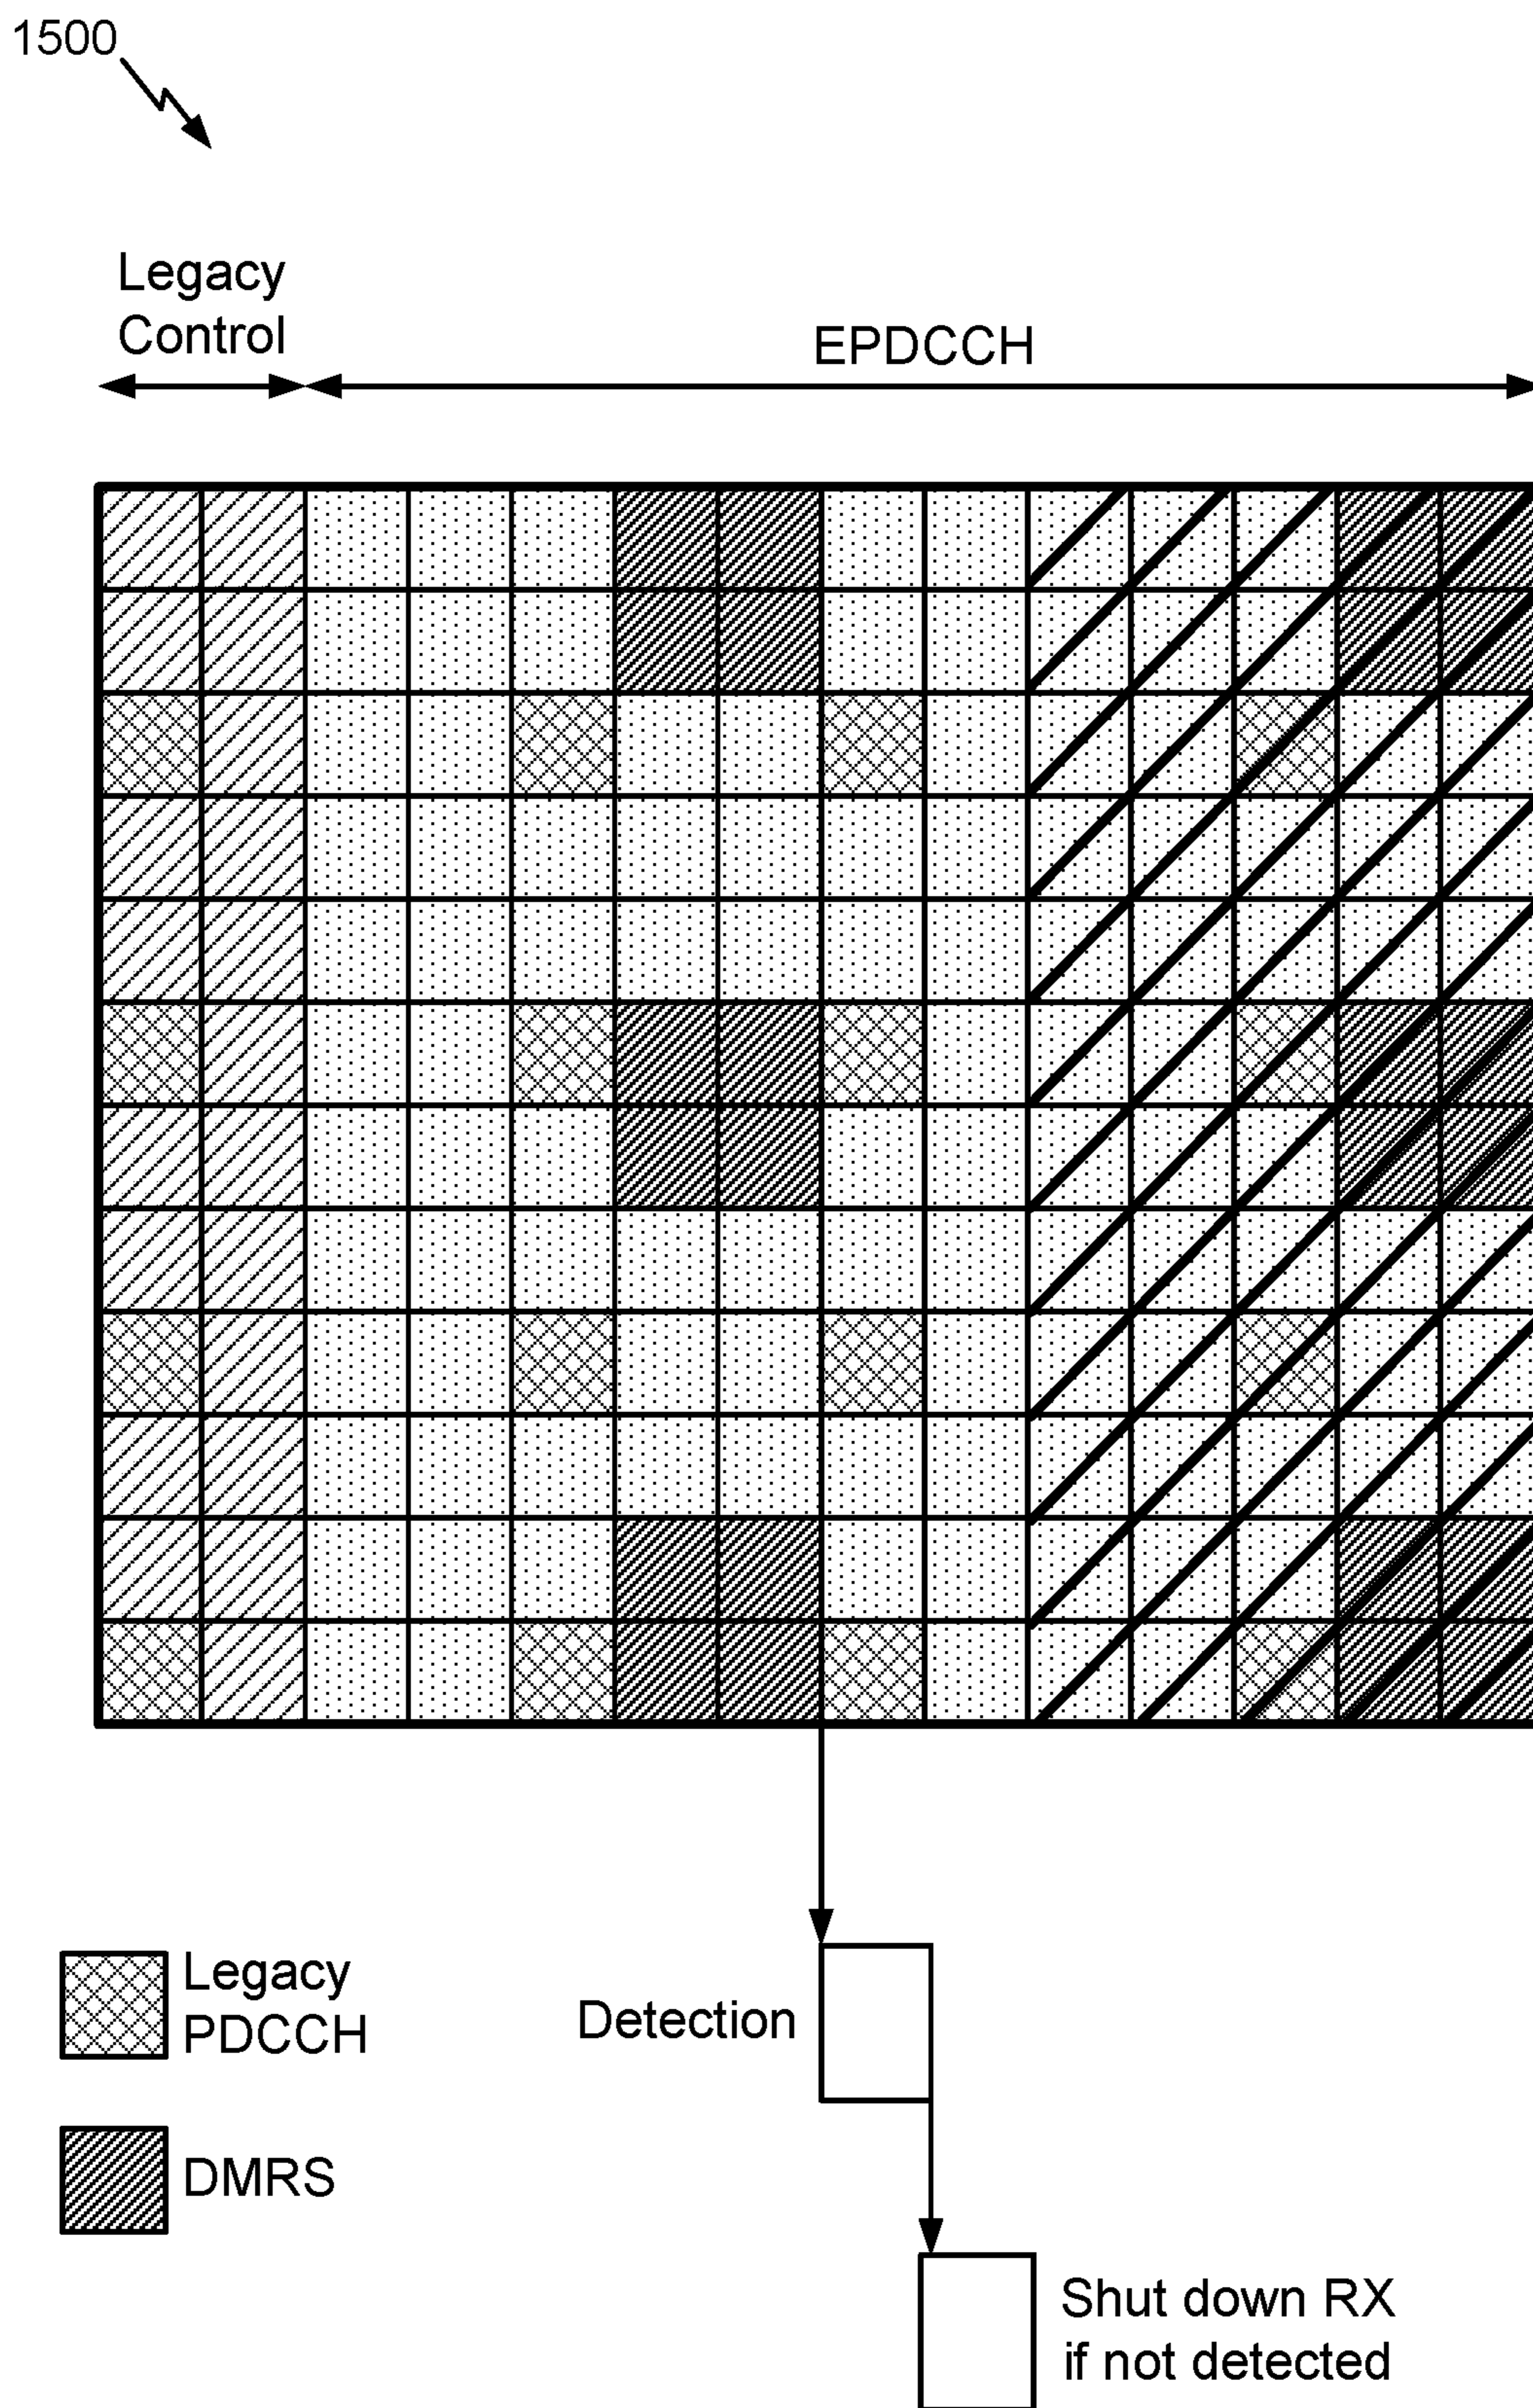 1500
Legacy
Control
EPDCCH
Legacy
PDCCH
Detection
DMRS
Shut down RX
if not detected